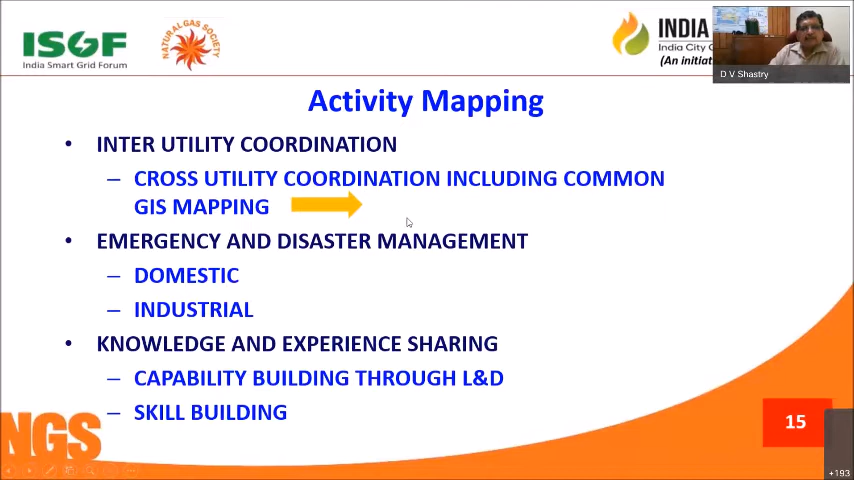 ISGF
India Smart Grid Forum
NATURAL GAS SOCIETY
INDIA
India City G
(An initiat
D V Shastry
Activity Mapping
• INTER UTILITY COORDINATION
– CROSS UTILITY COORDINATION INCLUDING COMMON
GIS MAPPING
• EMERGENCY AND DISASTER MANAGEMENT
– DOMESTIC
– INDUSTRIAL
• KNOWLEDGE AND EXPERIENCE SHARING
– CAPABILITY BUILDING THROUGH L&D
– SKILL BUILDING
NGS
15
+193